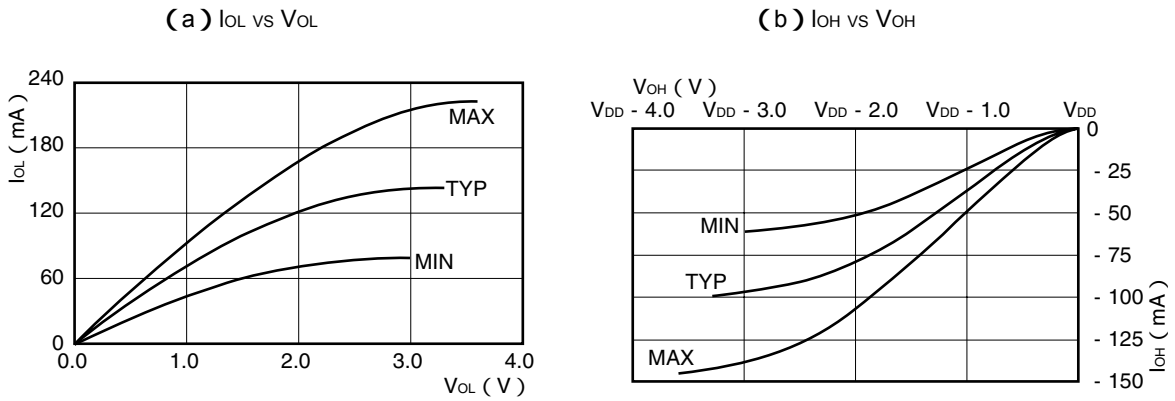 (a) IOL VS VOL
240
180
120
60
0
IOL (mA)
MAX
TYP
MIN
0.0 1.0 2.0 3.0 4.0
VOL (V)
(b) IOH VS VOH
VOH (V)
VDD - 4.0 VDD - 3.0 VDD - 2.0 VDD - 1.0 VDD
0
- 25
- 50
- 75
- 100
- 125
- 150
IOH (mA)
MIN
TYP
MAX